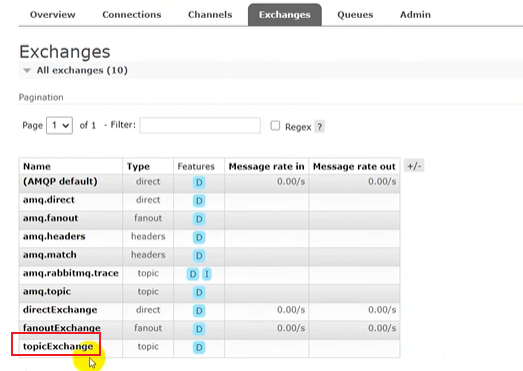 Overview Connections Channels Exchanges Queues Admin
Exchanges
All exchanges (10)
Pagination
Page 1 of 1 - Filter: Regex ?
Name Type Features Message rate in Message rate out +/-
(AMQP default) direct D 0.00/s 0.00/s
amq.direct direct D
amq.fanout fanout D
amq.headers headers D
amq.match headers D
amq.rabbitmq.trace topic D I
amq.topic topic D
directExchange direct D 0.00/s 0.00/s
fanoutExchange fanout D 0.00/s 0.00/s
topicExchange topic D